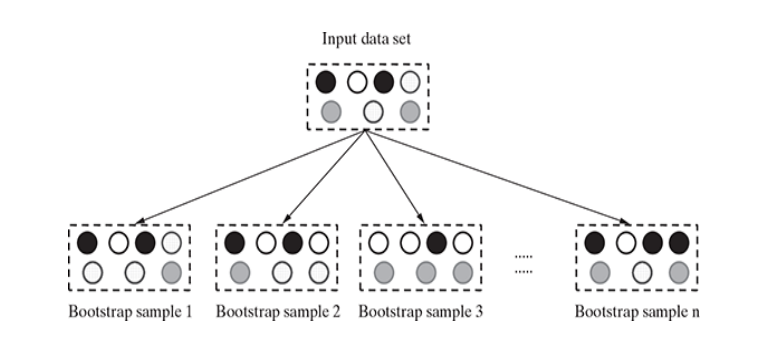 Input data set
.....
.....
Bootstrap sample 1
Bootstrap sample 2
Bootstrap sample 3
Bootstrap sample n